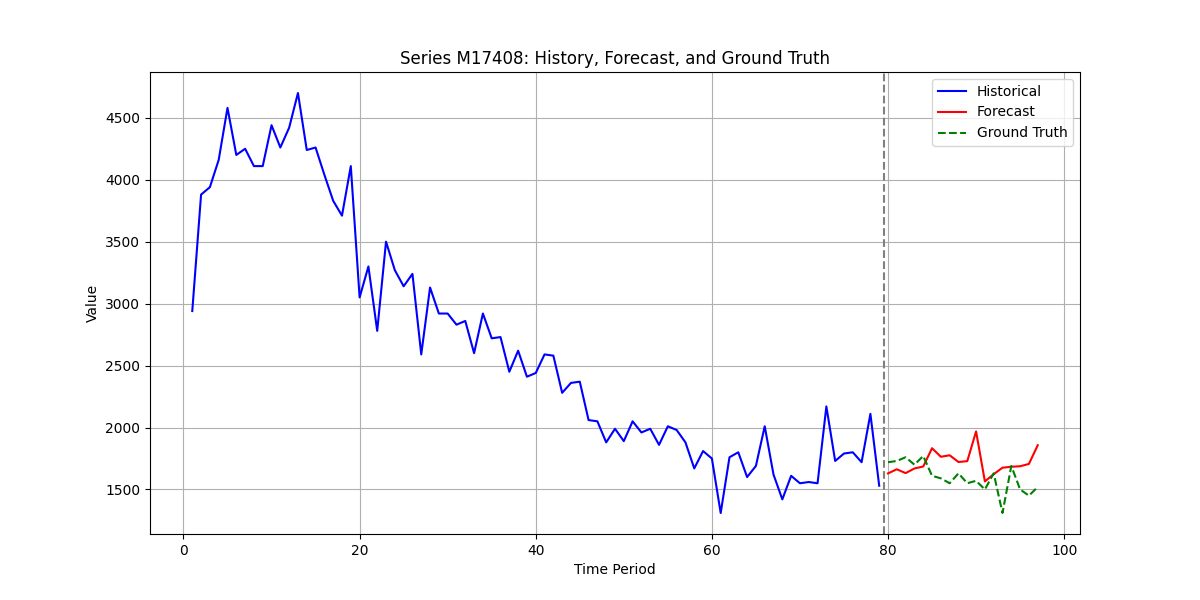 Series M17408: History, Forecast, and Ground Truth
Historical
Forecast
Ground Truth
Value
4500
4000
3500
3000
2500
2000
1500
0 20 40 60 80 100
Time Period